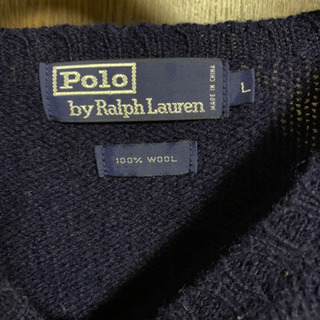 Polo
by Ralph Lauren
MADE IN CHINA
L
100% WOOL